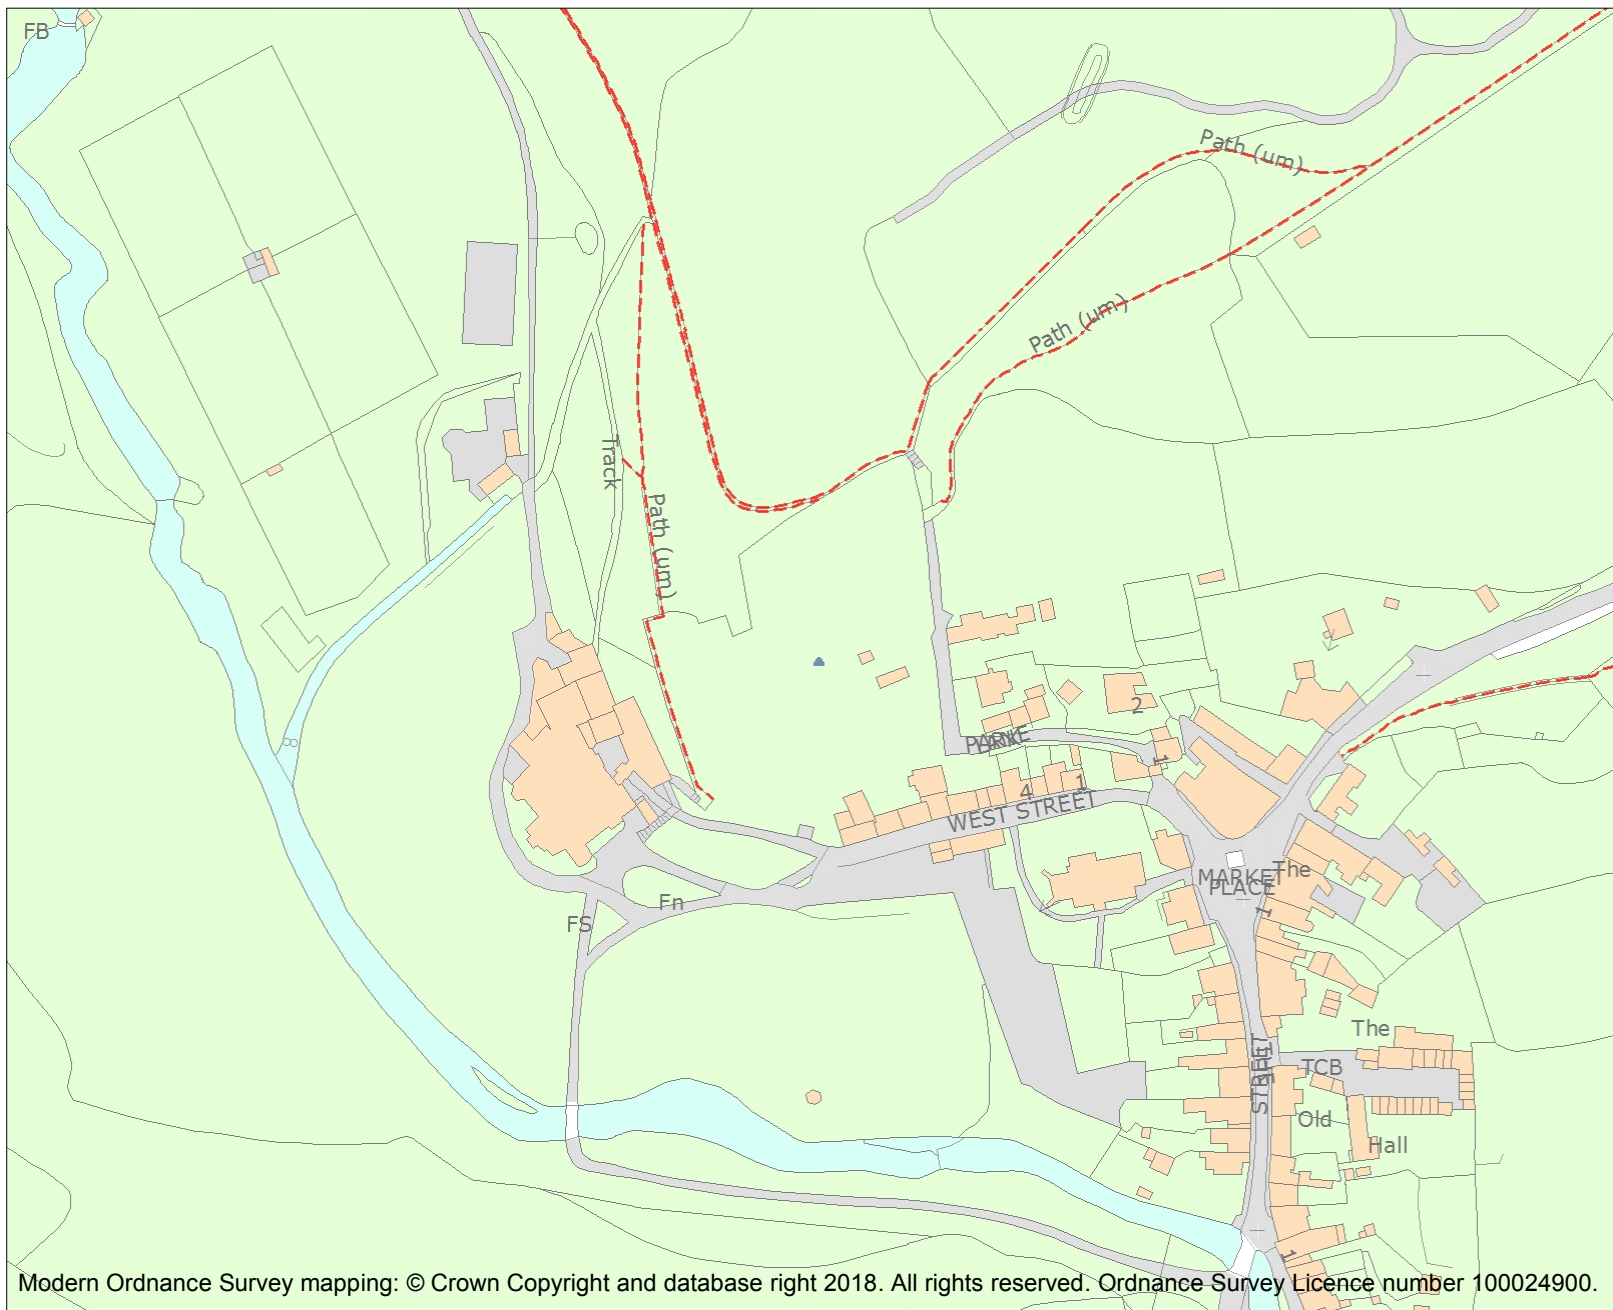 FB
Path (um)
Path (um)
Track
Path (um)
2
1
4
1
WEST STREET
MARKET
PLACE
The
1
Fn
FS
The
TCB
STREET
Old
Hall
1
Modern Ordnance Survey mapping: © Crown Copyright and database right 2018. All rights reserved. Ordnance Survey Licence number 100024900.